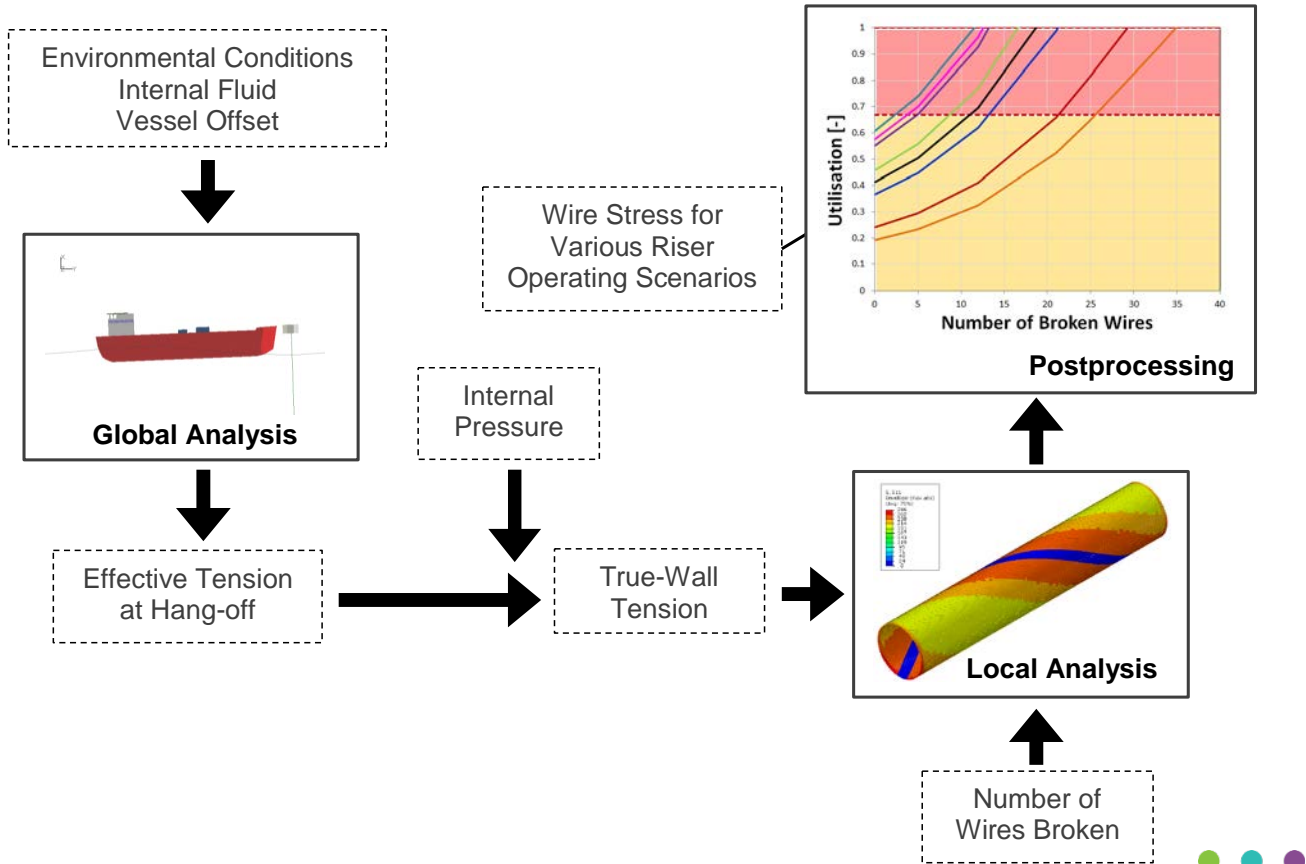 Environmental Conditions
Internal Fluid
Vessel Offset
Global Analysis
Effective Tension
at Hang-off
Internal
Pressure
True-Wall
Tension
Wire Stress for
Various Riser
Operating Scenarios
Utilisation [-]
1
0.9
0.8
0.7
0.6
0.5
0.4
0.3
0.2
0.1
0
0 5 10 15 20 25 30 35 40
Number of Broken Wires
Postprocessing
Local Analysis
Number of
Wires Broken